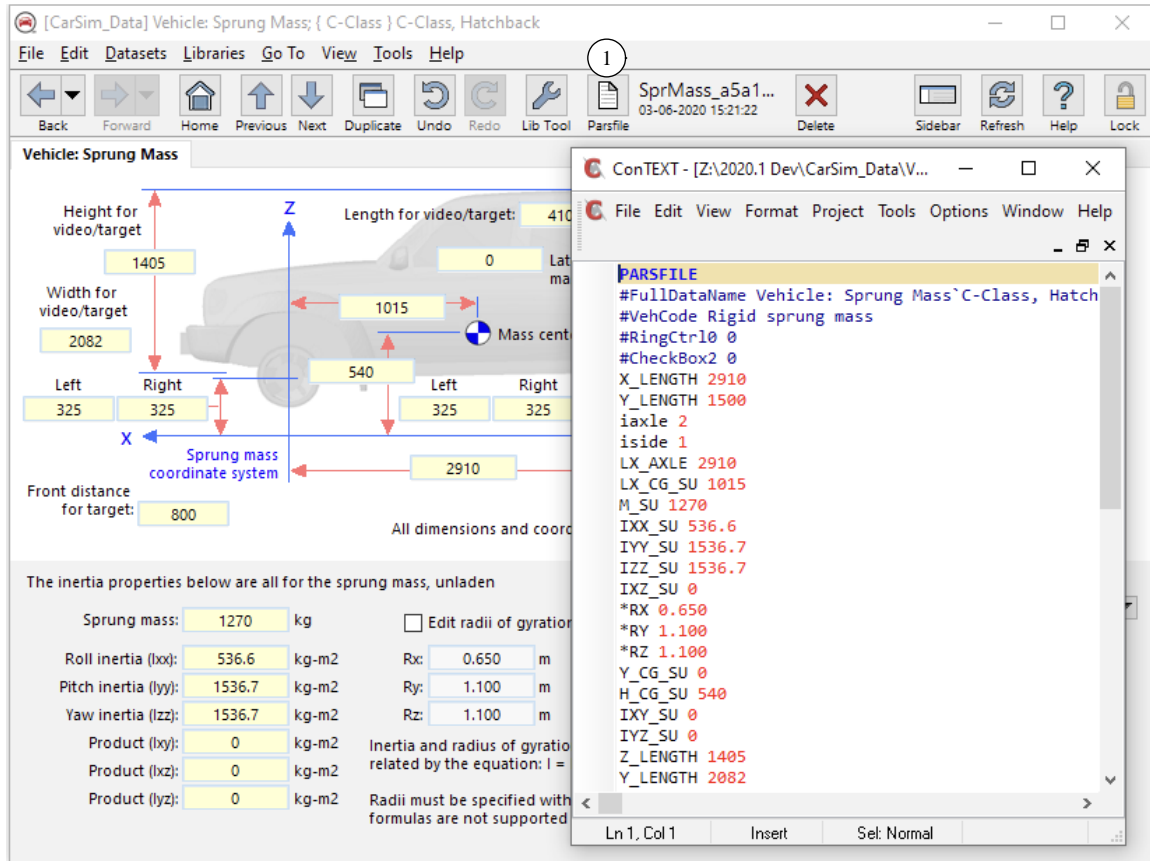 [CarSim_Data] Vehicle: Sprung Mass; { C-Class } C-Class, Hatchback
File Edit Datasets Libraries Go To View Tools Help
1
SprMass_a5a1...
03-06-2020 15:21:22
Back Forward Home Previous Next Duplicate Undo Redo Lib Tool Parsfile Delete Sidebar Refresh Help Lock
Vehicle: Sprung Mass
Height for
video/target
1405
Width for
video/target
2082
Left Right
325 325
X
Z
Sprung mass
coordinate system
Front distance
for target:
800
Length for video/target: 410
0 Lat
ma
1015
Mass cent
540
Left Right
325 325
2910
All dimensions and coord
The inertia properties below are all for the sprung mass, unladen
Sprung mass: 1270 kg
Edit radii of gyration
Roll inertia (Ixx): 536.6 kg-m2 Rx: 0.650 m
Pitch inertia (Iyy): 1536.7 kg-m2 Ry: 1.100 m
Yaw inertia (Izz): 1536.7 kg-m2 Rz: 1.100 m
Product (Ixy): 0 kg-m2
Product (Ixz): 0 kg-m2
Product (Iyz): 0 kg-m2
Inertia and radius of gyratio
related by the equation: I =
Radii must be specified with
formulas are not supported
ConTEXT - [Z:\2020.1 Dev\CarSim_Data\V...
File Edit View Format Project Tools Options Window Help
PARSFILE
#FullDataName Vehicle: Sprung Mass`C-Class, Hatch
#VehCode Rigid sprung mass
#RingCtrl0 0
#CheckBox2 0
X_LENGTH 2910
Y_LENGTH 1500
iaxle 2
iside 1
LX_AXLE 2910
LX_CG_SU 1015
M_SU 1270
IXX_SU 536.6
IYY_SU 1536.7
IZZ_SU 1536.7
IXZ_SU 0
*RX 0.650
*RY 1.100
*RZ 1.100
Y_CG_SU 0
H_CG_SU 540
IXY_SU 0
IYZ_SU 0
Z_LENGTH 1405
Y_LENGTH 2082
Ln 1, Col 1 Insert Sel: Normal